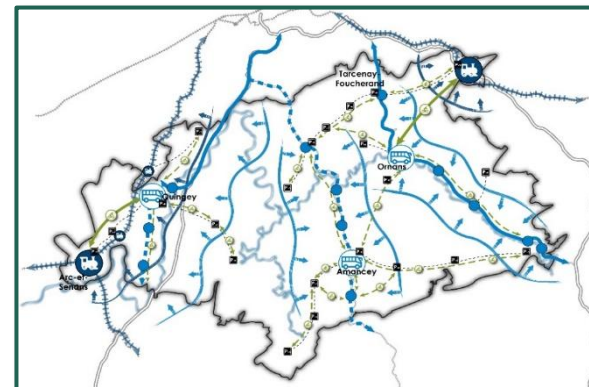 Tarcenay
Foucherand
Ornans
Quingey
Amancey
Arc-et-
Senans